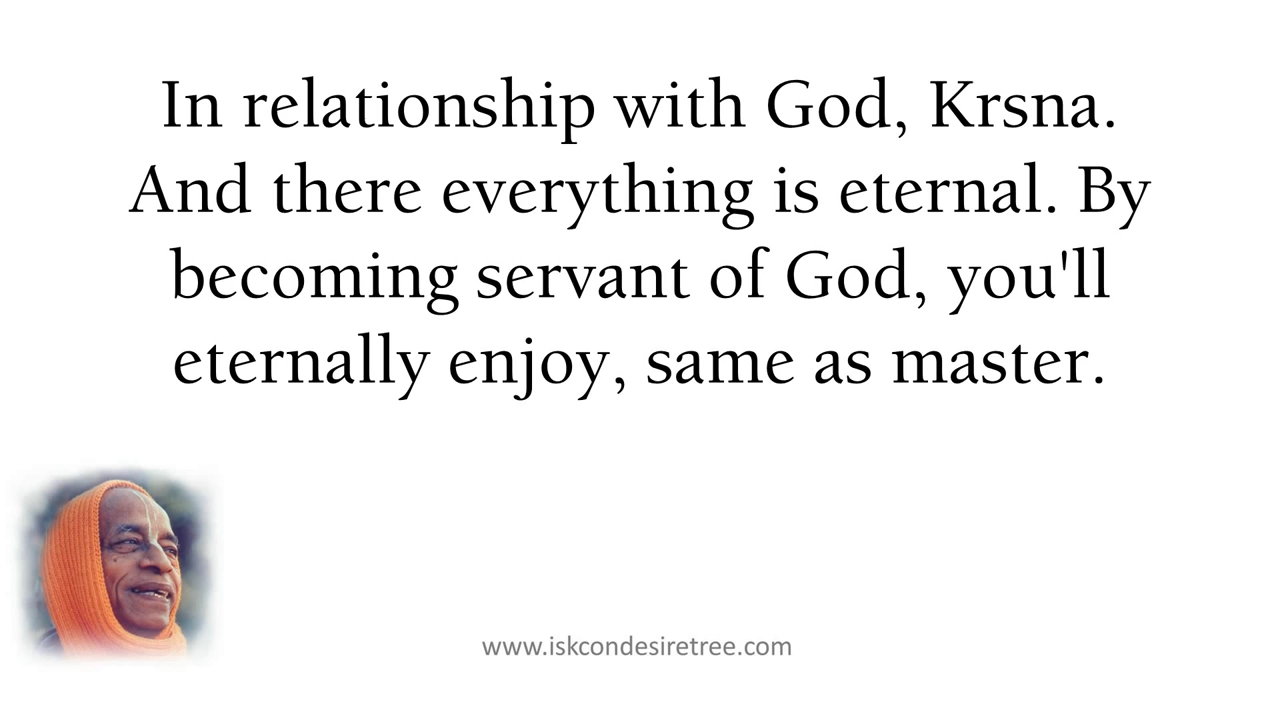 In relationship with God, Krsna.
And there everything is eternal. By
becoming servant of God, you'll
eternally enjoy, same as master.
www.iskcondesiretree.com